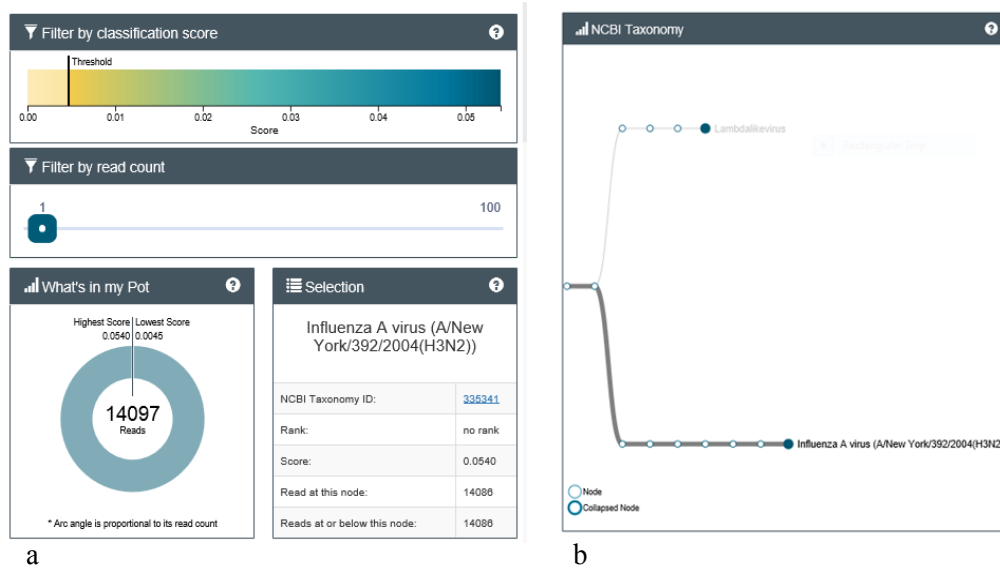 Filter by classification score
?
Threshold
0.00 0.01 0.02 0.03 0.04 0.05
Score
Filter by read count
1 100
What's in my Pot
?
Highest Score Lowest Score
0.0540 0.0045
14097
Reads
* Arc angle is proportional to its read count
Selection
?
Influenza A virus (A/New
York/392/2004(H3N2))
NCBI Taxonomy ID: 335341
Rank: no rank
Score: 0.0540
Read at this node: 14086
Reads at or below this node: 14086
a
NCBI Taxonomy
?
Lambdalikevirus
Influenza A virus (A/New York/392/2004(H3N2
Node
Collapsed Node
b